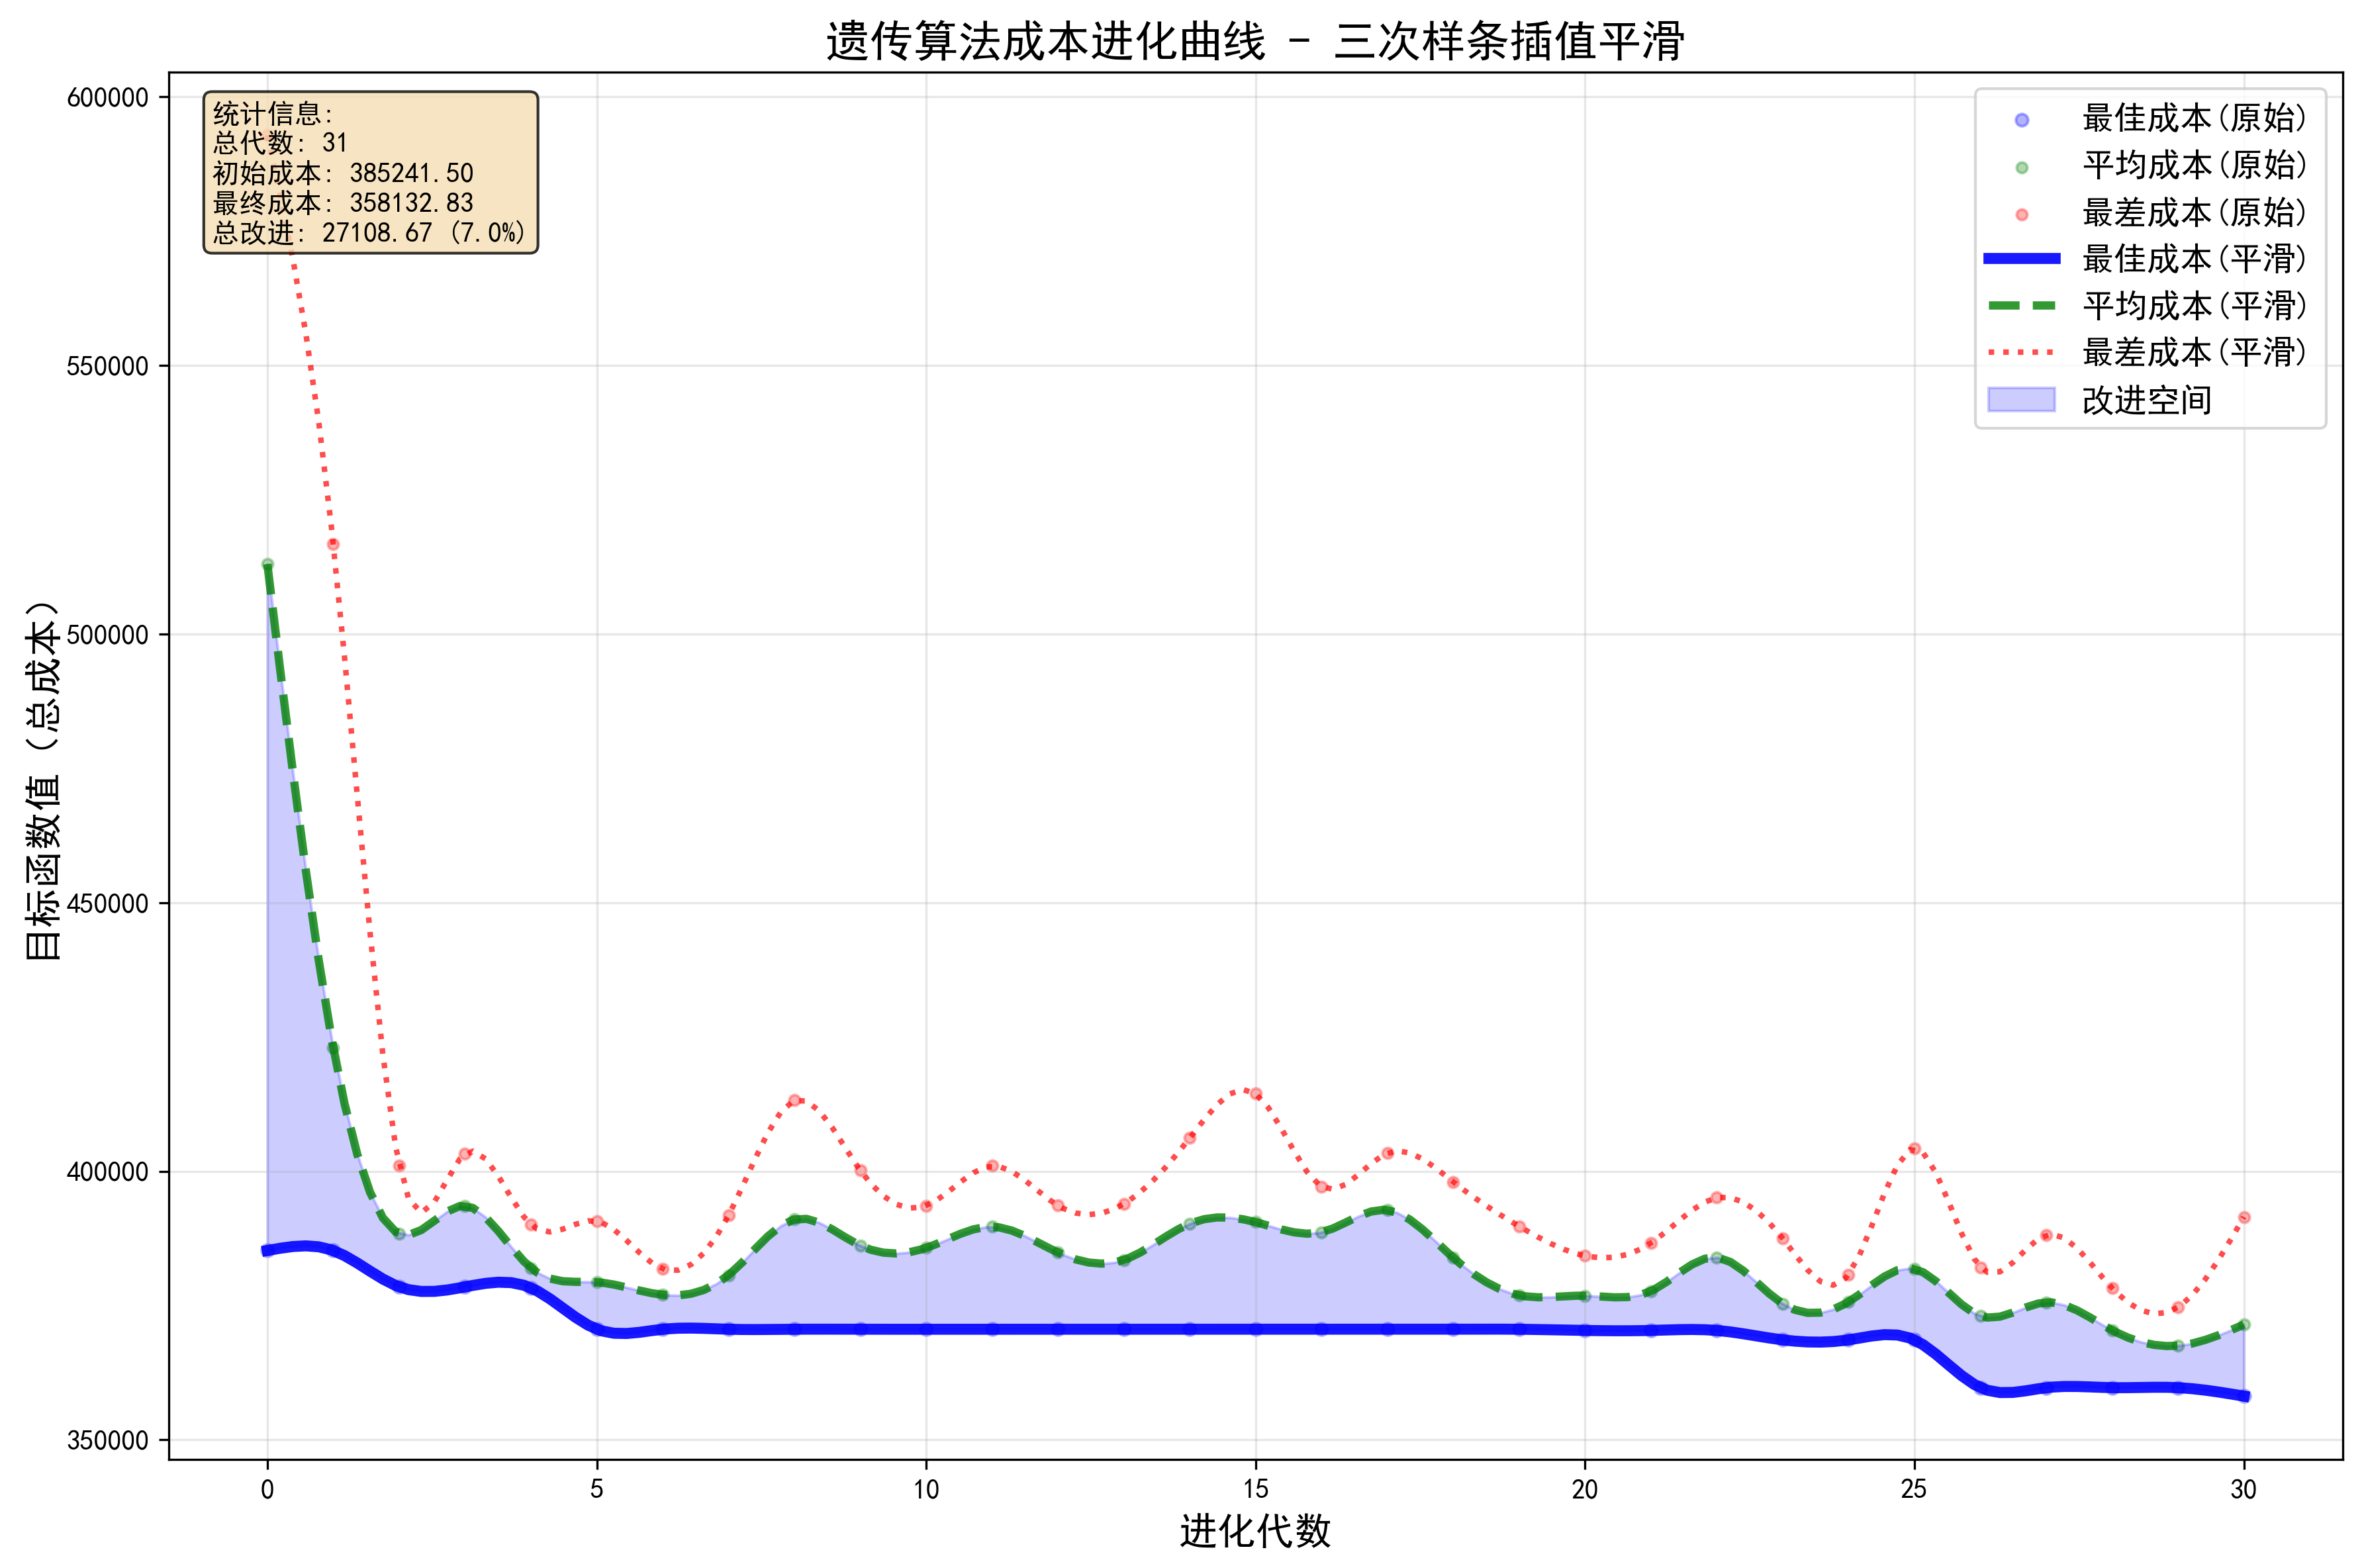 遗传算法成本进化曲线 - 三次样条插值平滑
统计信息:
总代数: 31
初始成本: 385241.50
最终成本: 358132.83
总改进: 27108.67 (7.0%)
最佳成本(原始)
平均成本(原始)
最差成本(原始)
最佳成本(平滑)
平均成本(平滑)
最差成本(平滑)
改进空间
目标函数值（总成本）
600000
550000
500000
450000
400000
350000
0 5 10 15 20 25 30
进化代数